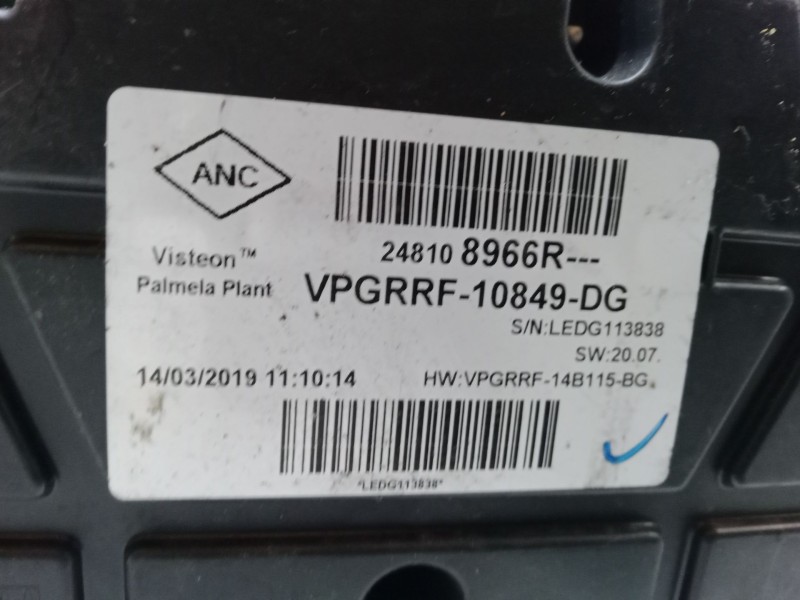 ANC
24810 8966R---
Visteon™
Palmela Plant
VPGRRF-10849-DG
S/N:LEDG113838
SW:20.07.
14/03/2019 11:10:14
HW:VPGRRF-14B115-BG
*LEDG113838*